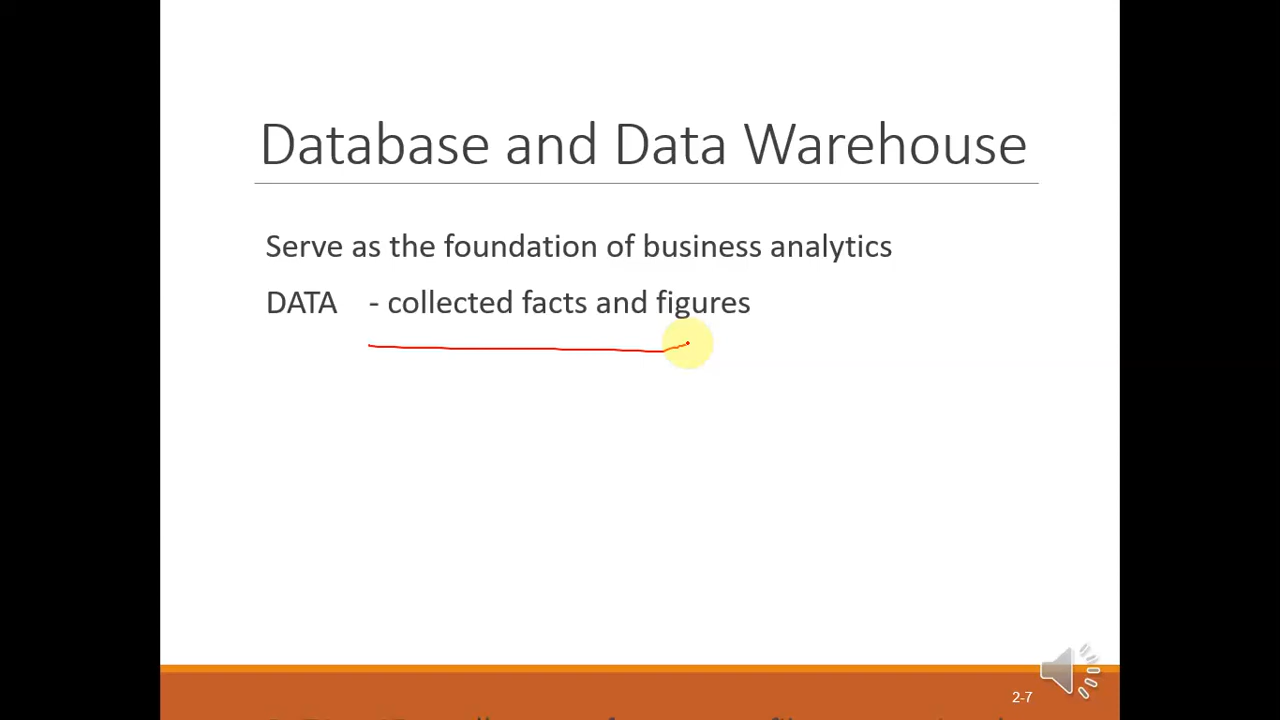 Database and Data Warehouse
Serve as the foundation of business analytics
DATA - collected facts and figures
2-7